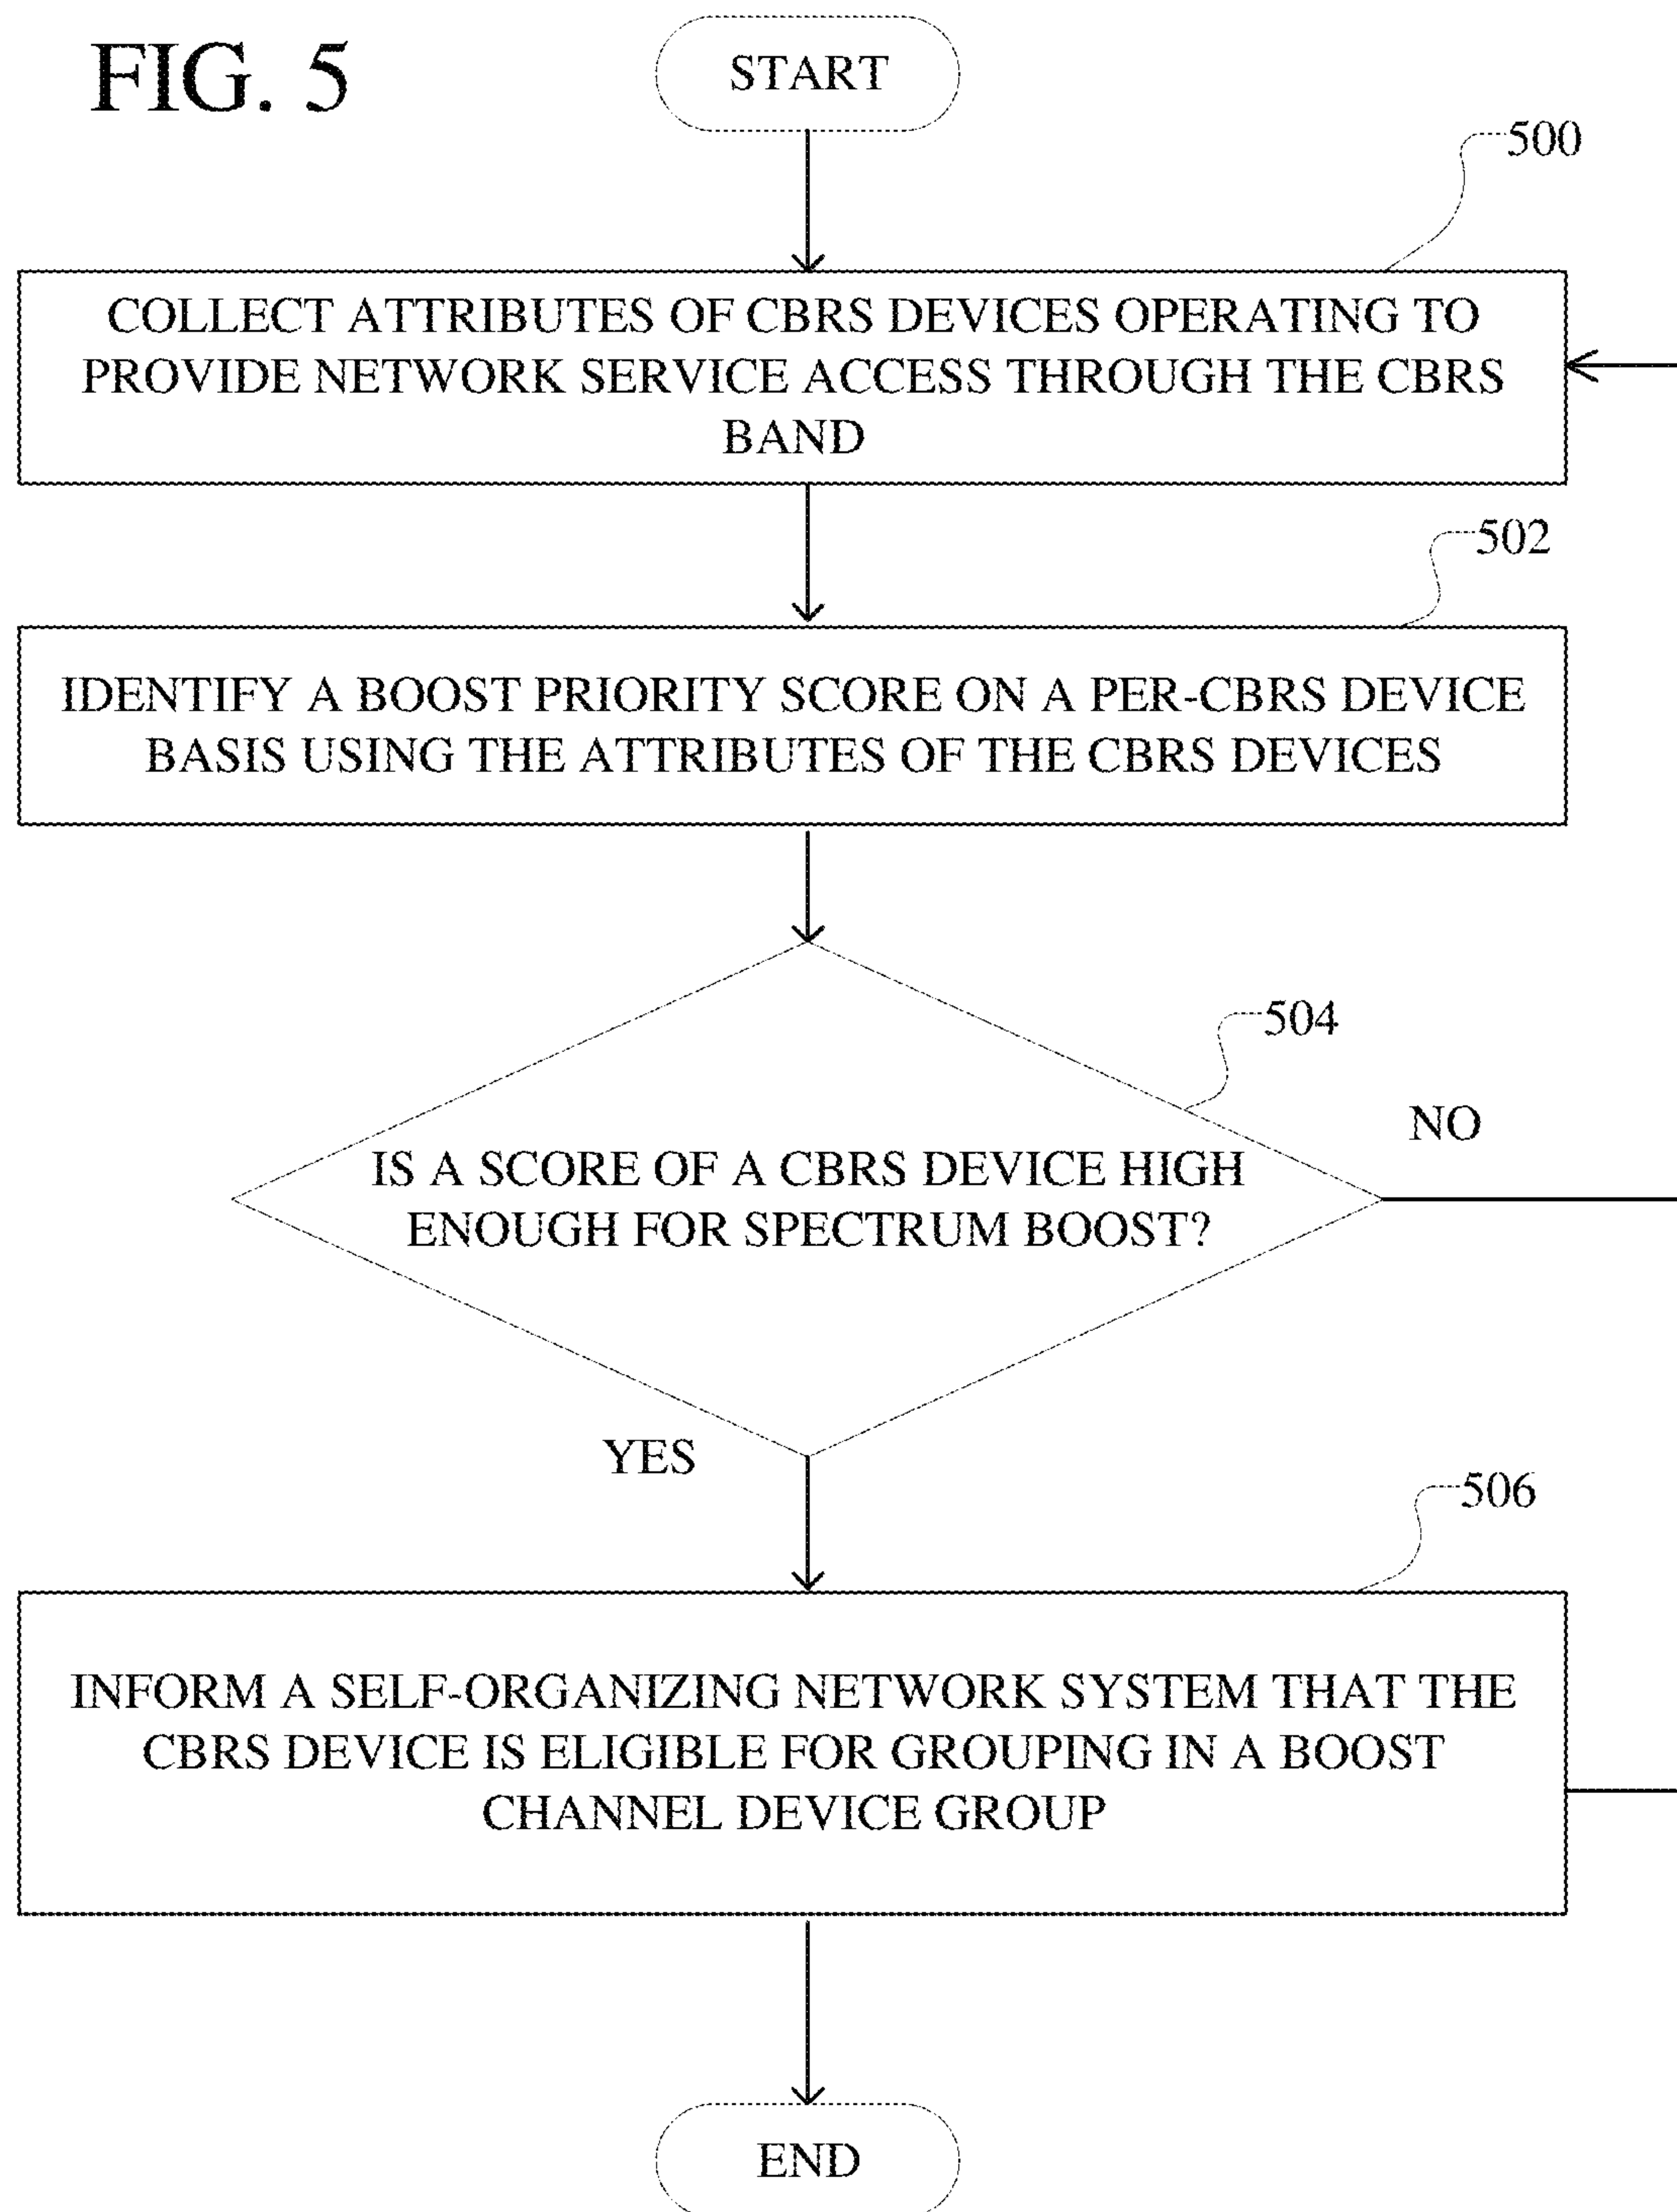 FIG. 5
START
500
COLLECT ATTRIBUTES OF CBRS DEVICES OPERATING TO
PROVIDE NETWORK SERVICE ACCESS THROUGH THE CBRS
BAND
502
IDENTIFY A BOOST PRIORITY SCORE ON A PER-CBRS DEVICE
BASIS USING THE ATTRIBUTES OF THE CBRS DEVICES
504
NO
IS A SCORE OF A CBRS DEVICE HIGH
ENOUGH FOR SPECTRUM BOOST?
YES
506
INFORM A SELF-ORGANIZING NETWORK SYSTEM THAT THE
CBRS DEVICE IS ELIGIBLE FOR GROUPING IN A BOOST
CHANNEL DEVICE GROUP
END